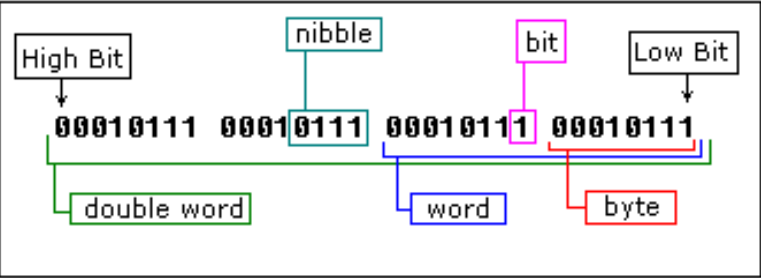 nibble
bit
High Bit
Low Bit
00010111 00010111 00010111 00010111
double word
word
byte